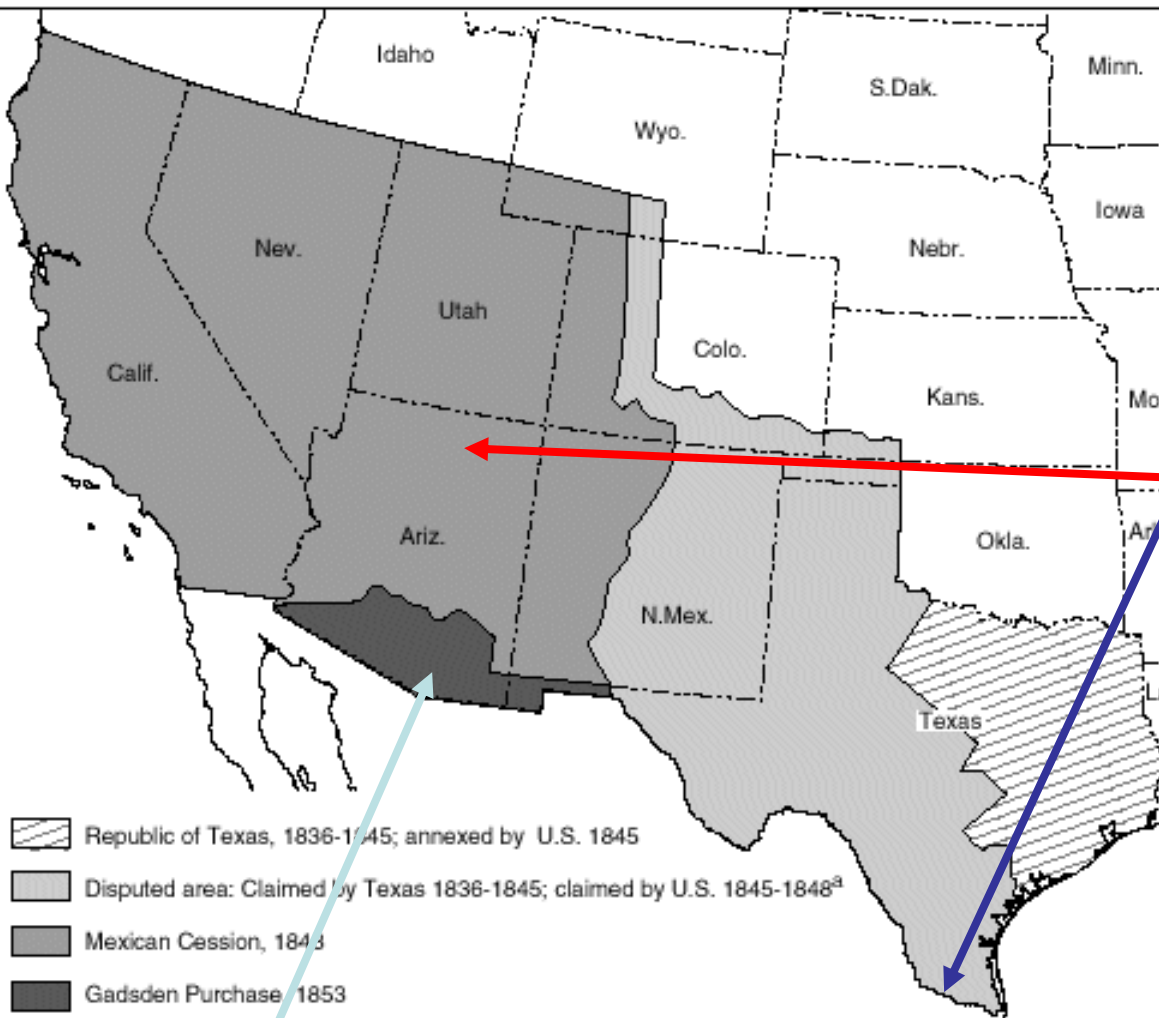 Idaho
Minn.
S.Dak.
Wyo.
Iowa
Nev.
Nebr.
Utah
Colo.
Calif.
Kans.
Mo
Ariz.
Okla.
Ar
N.Mex.
L
Texas
Republic of Texas, 1836-1845; annexed by U.S. 1845
Disputed area: Claimed by Texas 1836-1845; claimed by U.S. 1845-1848a
Mexican Cession, 1848
Gadsden Purchase, 1853